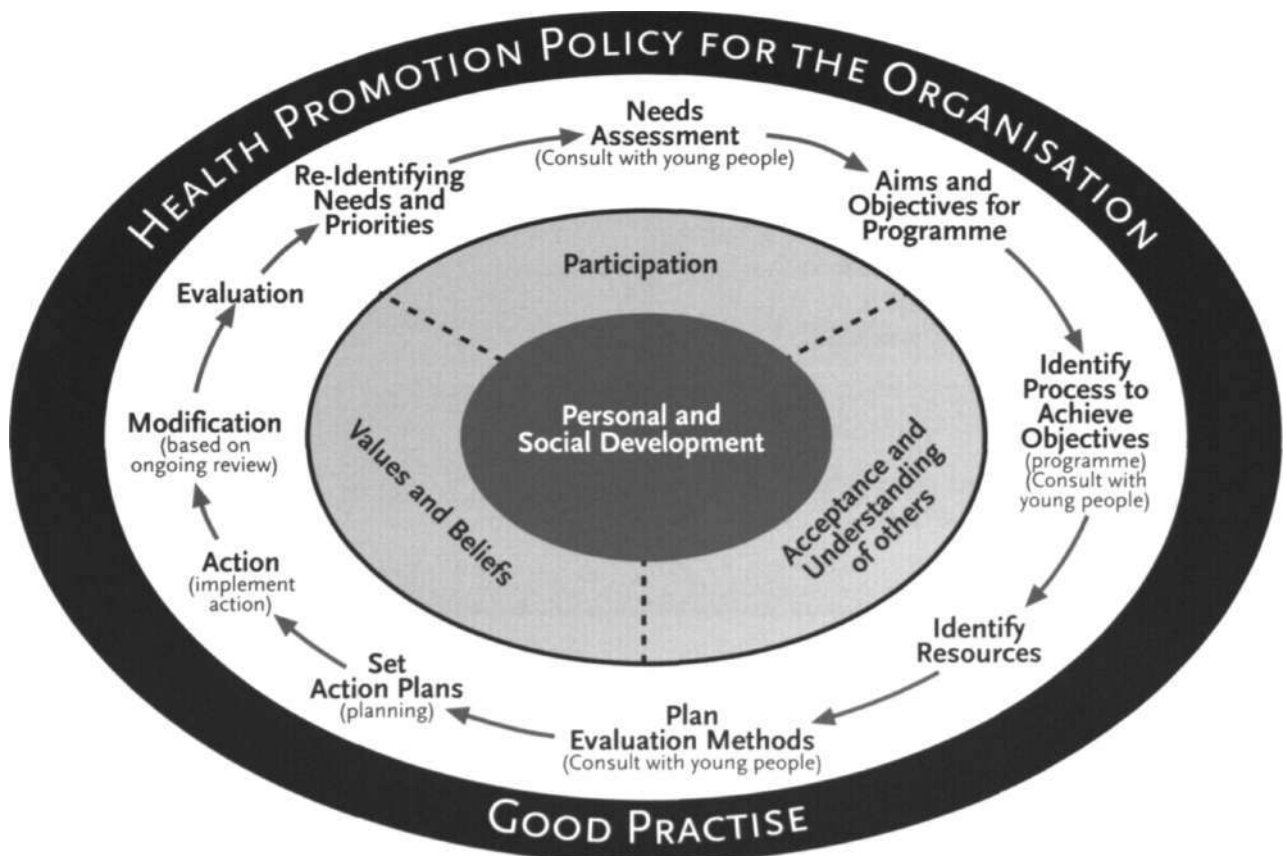 HEALTH PROMOTION POLICY FOR THE ORGANISATION
Needs
Assessment
(Consult with young people)
Aims and
Objectives for
Programme
Identify
Process to
Achieve
Objectives
(programme)
(Consult with
young people)
Identify
Resources
Plan
Evaluation Methods
(Consult with young people)
Set
Action Plans
(planning)
Action
(implement
action)
Modification
(based on
ongoing review)
Evaluation
Re-Identifying
Needs and
Priorities
Participation
Acceptance and
Understanding
of others
Values and Beliefs
Personal and
Social Development
GOOD PRACTISE